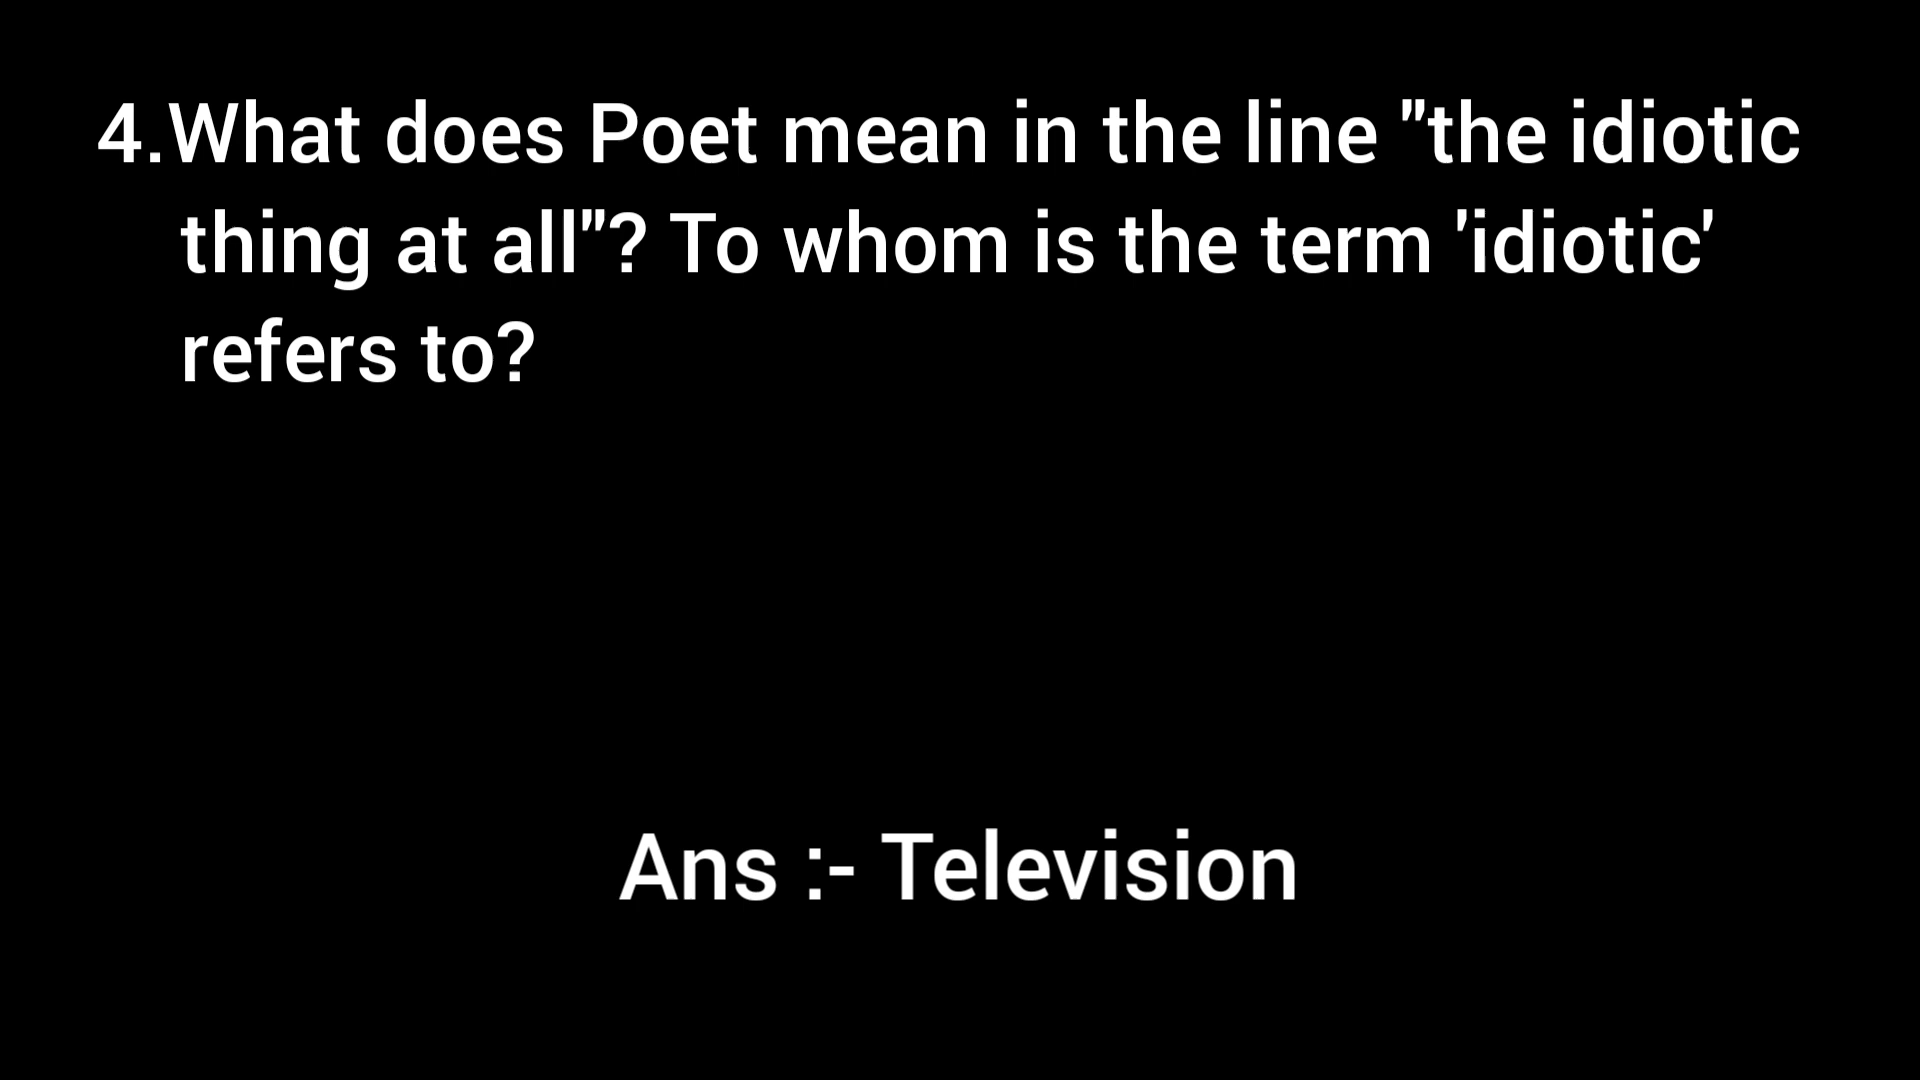 4.What does Poet mean in the line "the idiotic
thing at all"? To whom is the term 'idiotic'
refers to?
Ans :- Television